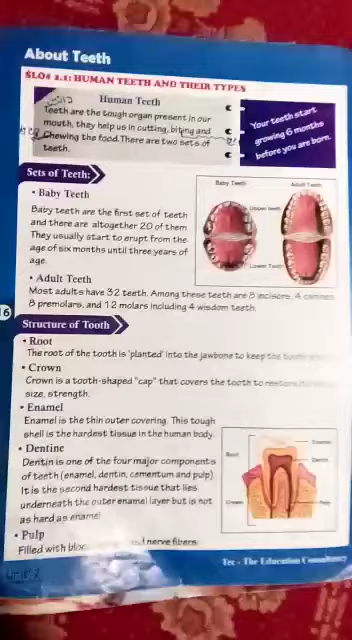 About Teeth
SLO# 2.1: HUMAN TEETH AND THEIR TYPES
Human Teeth
Teeth are the tough organ present in our
mouth, they help us in cutting, biting and
Chewing the food. There are two sets of
teeth.
Your teeth start
growing 6 months
before you are born.
Sets of Teeth:
• Baby Teeth
Baby teeth are the first set of teeth
and there are altogether 20 of them
They usually start to erupt from the
age of six months until three years of
age.
Baby Teeth
Adult Teeth
Upper teeth
Lower Teeth
• Adult Teeth
Most adults have 32 teeth. Among these teeth are 8 incisors, 4 canines
8 premolars, and 12 molars including 4 wisdom teeth.
16
Structure of Tooth
• Root
The root of the tooth is 'planted' into the jawbone to keep the
• Crown
Crown is a tooth-shaped "cap" that covers the tooth to restore
size, strength.
• Enamel
Enamel is the thin outer covering. This tough
shell is the hardest tissue in the human body.
• Dentine
Dentin is one of the four major components
of teeth (enamel, dentin, cementum and pulp)
It is the second hardest tissue that lies
underneath the outer enamel layer but is not
as hard as enamel
Root
Crown
• Pulp
Filled with nerve fibers.
Tec - The Education Consultancy